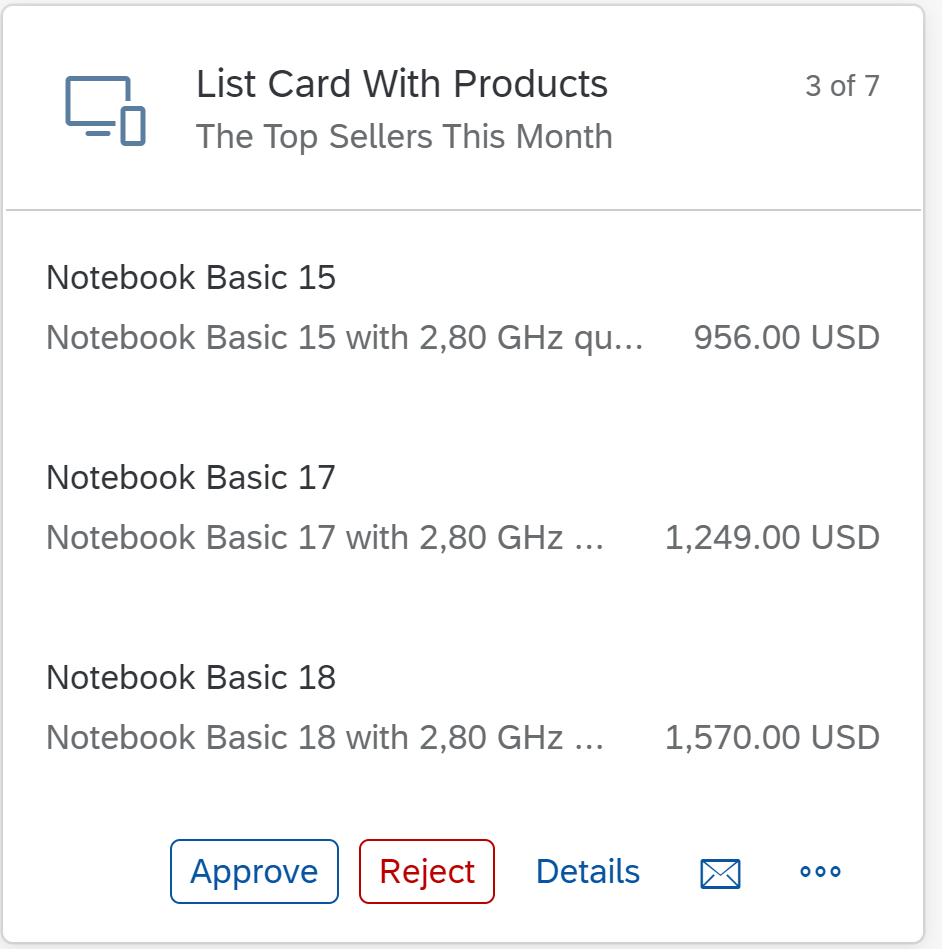 List Card With Products
3 of 7
The Top Sellers This Month
Notebook Basic 15
Notebook Basic 15 with 2,80 GHz qu...
956.00 USD
Notebook Basic 17
Notebook Basic 17 with 2,80 GHz ...
1,249.00 USD
Notebook Basic 18
Notebook Basic 18 with 2,80 GHz ...
1,570.00 USD
Approve
Reject
Details